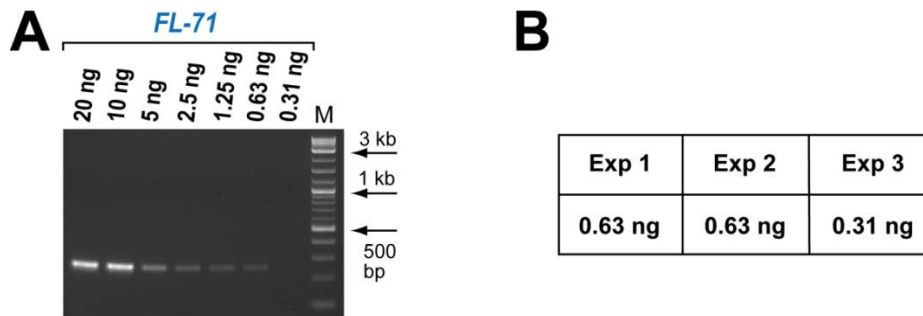 A
FL-71
20 ng
10 ng
5 ng
2.5 ng
1.25 ng
0.63 ng
0.31 ng
M
3 kb
1 kb
500
bp
B
Exp 1 Exp 2 Exp 3
0.63 ng 0.63 ng 0.31 ng